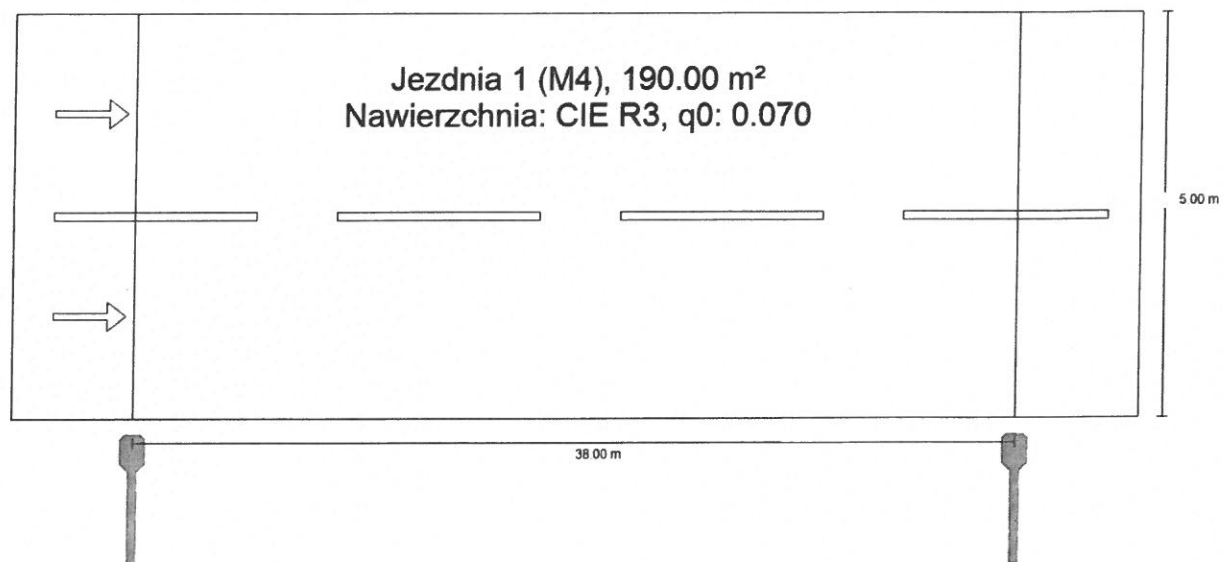 Jezdnia 1 (M4), 190.00 m²
Nawierzchnia: CIE R3, q0: 0.070
5.00 m
38.00 m